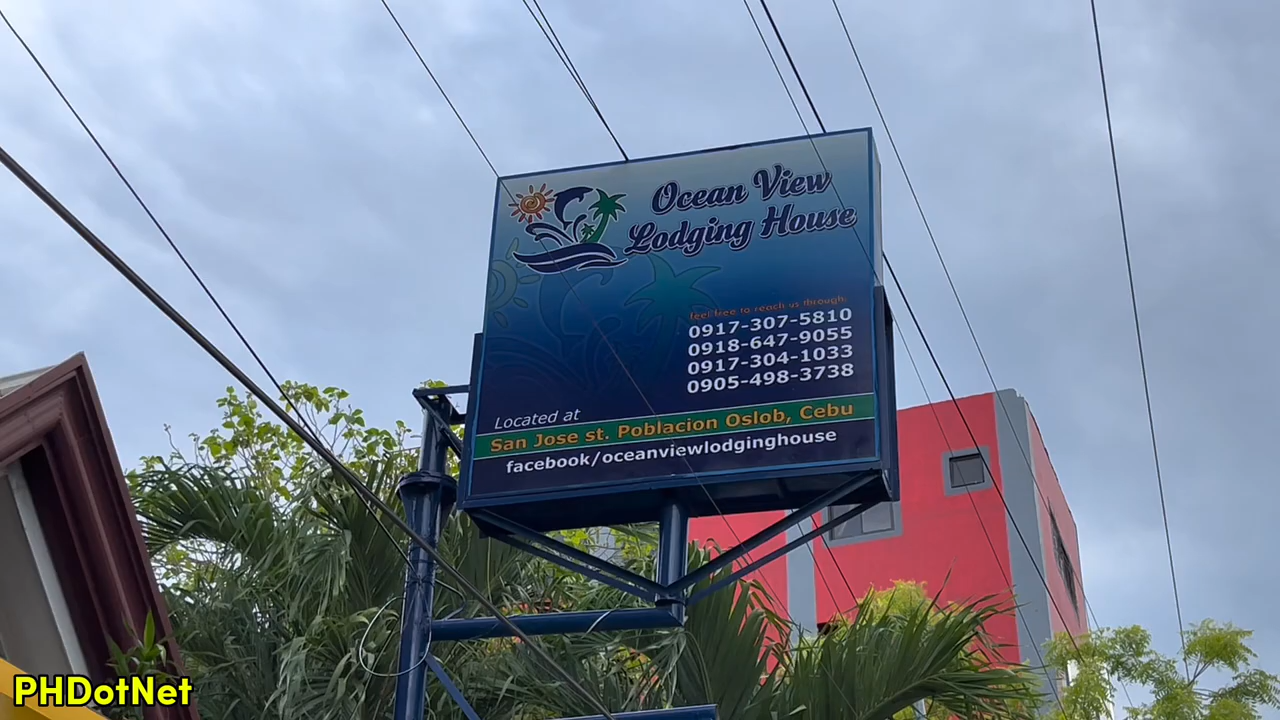 Ocean View
Lodging House
feel free to reach us through:
0917-307-5810
0918-647-9055
0917-304-1033
0905-498-3738
Located at
San Jose st. Poblacion Oslob, Cebu
facebook/oceanviewlodginghouse
PHDotNet